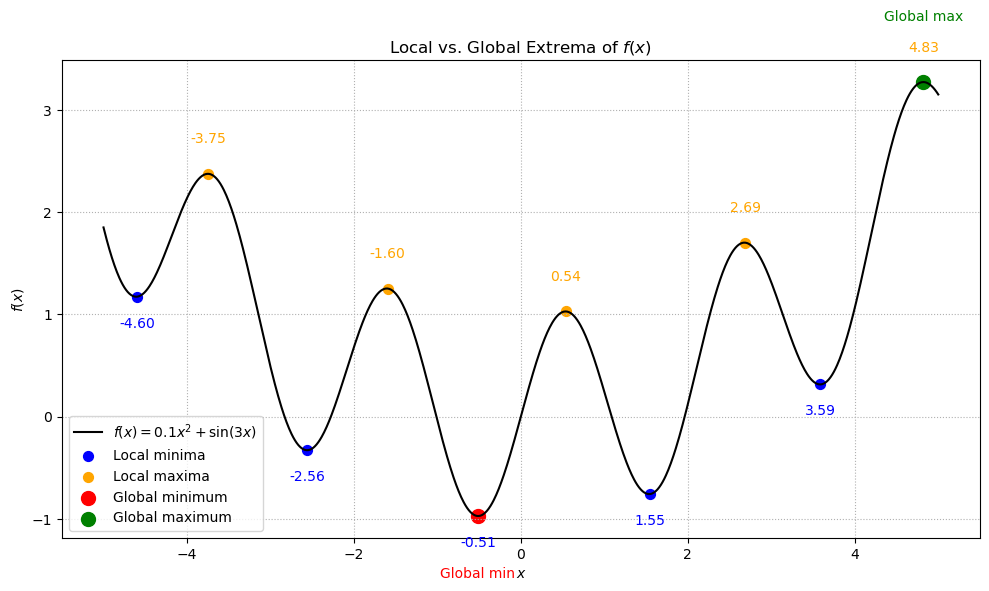 Global max
Local vs. Global Extrema of f(x)
4.83
3
-3.75
2
2.69
-1.60
0.54
f(x)
1
-4.60
3.59
0
f(x) = 0.1x² + sin(3x)
Local minima
-2.56
Local maxima
Global minimum
Global maximum
1.55
−1
-0.51
−4
−2
0
2
4
Global min
x